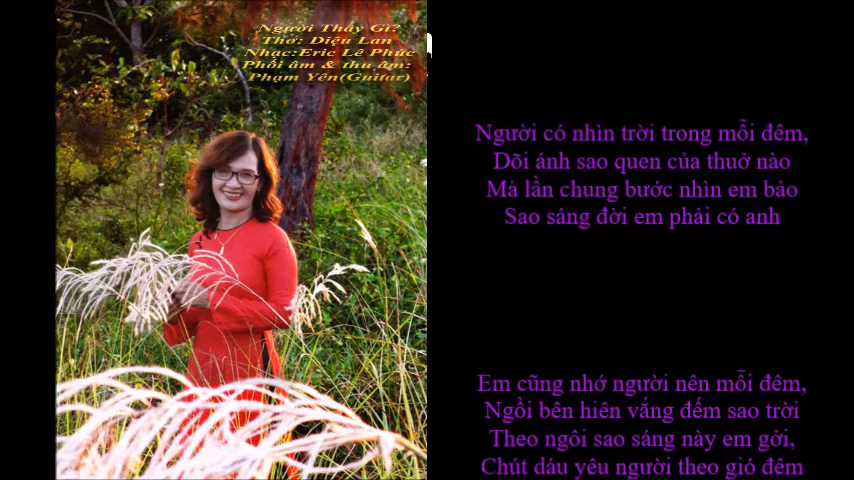 Người Thấy Gì?
Thơ: Diệu Lan
Nhạc:Eric Lê Phúc
Phối âm & thu âm:
Phạm Yên(Guitar)
Người có nhìn trời trong mỗi đêm,
Dõi ánh sao quen của thuở nào
Mà lần chung bước nhìn em bảo
Sao sáng đời em phải có anh
Em cũng nhớ người nên mỗi đêm,
Ngồi bên hiên vắng đếm sao trời
Theo ngôi sao sáng này em gởi,
Chút dáu yêu người theo gió đêm